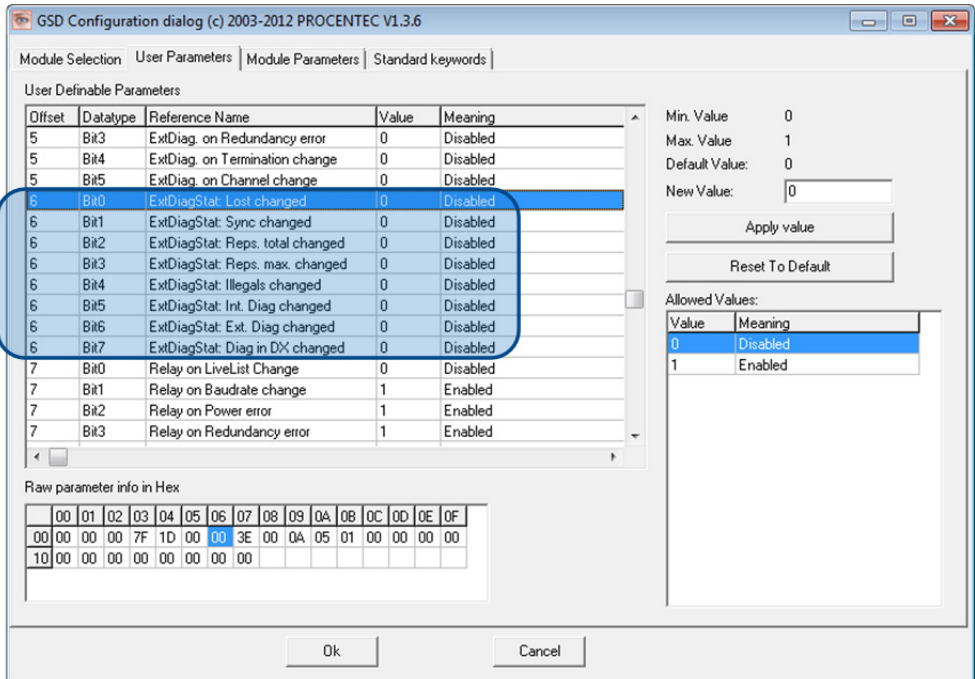 GSD Configuration dialog (c) 2003-2012 PROCENTEC V1.3.6
Module Selection User Parameters Module Parameters Standard keywords
User Definable Parameters
Offset Datatype Reference Name Value Meaning
5 Bit3 ExtDiag. on Redundancy error 0 Disabled
5 Bit4 ExtDiag. on Termination change 0 Disabled
5 Bit5 ExtDiag. on Channel change 0 Disabled
6 Bit0 ExtDiagStat: Lost changed 0 Disabled
6 Bit1 ExtDiagStat: Sync changed 0 Disabled
6 Bit2 ExtDiagStat: Reps. total changed 0 Disabled
6 Bit3 ExtDiagStat: Reps. max. changed 0 Disabled
6 Bit4 ExtDiagStat: Illegals changed 0 Disabled
6 Bit5 ExtDiagStat: Int. Diag changed 0 Disabled
6 Bit6 ExtDiagStat: Ext. Diag changed 0 Disabled
6 Bit7 ExtDiagStat: Diag in DX changed 0 Disabled
7 Bit0 Relay on LiveList Change 0 Disabled
7 Bit1 Relay on Baudrate change 1 Enabled
7 Bit2 Relay on Power error 1 Enabled
7 Bit3 Relay on Redundancy error 1 Enabled
Min. Value 0
Max. Value 1
Default Value: 0
New Value: 0
Apply value
Reset To Default
Allowed Values:
Value Meaning
0 Disabled
1 Enabled
Raw parameter info in Hex
00 01 02 03 04 05 06 07 08 09 0A 0B 0C 0D 0E 0F
00 00 00 00 7F 1D 00 00 3E 00 0A 05 01 00 00 00 00
10 00 00 00 00 00 00 00 00
Ok Cancel